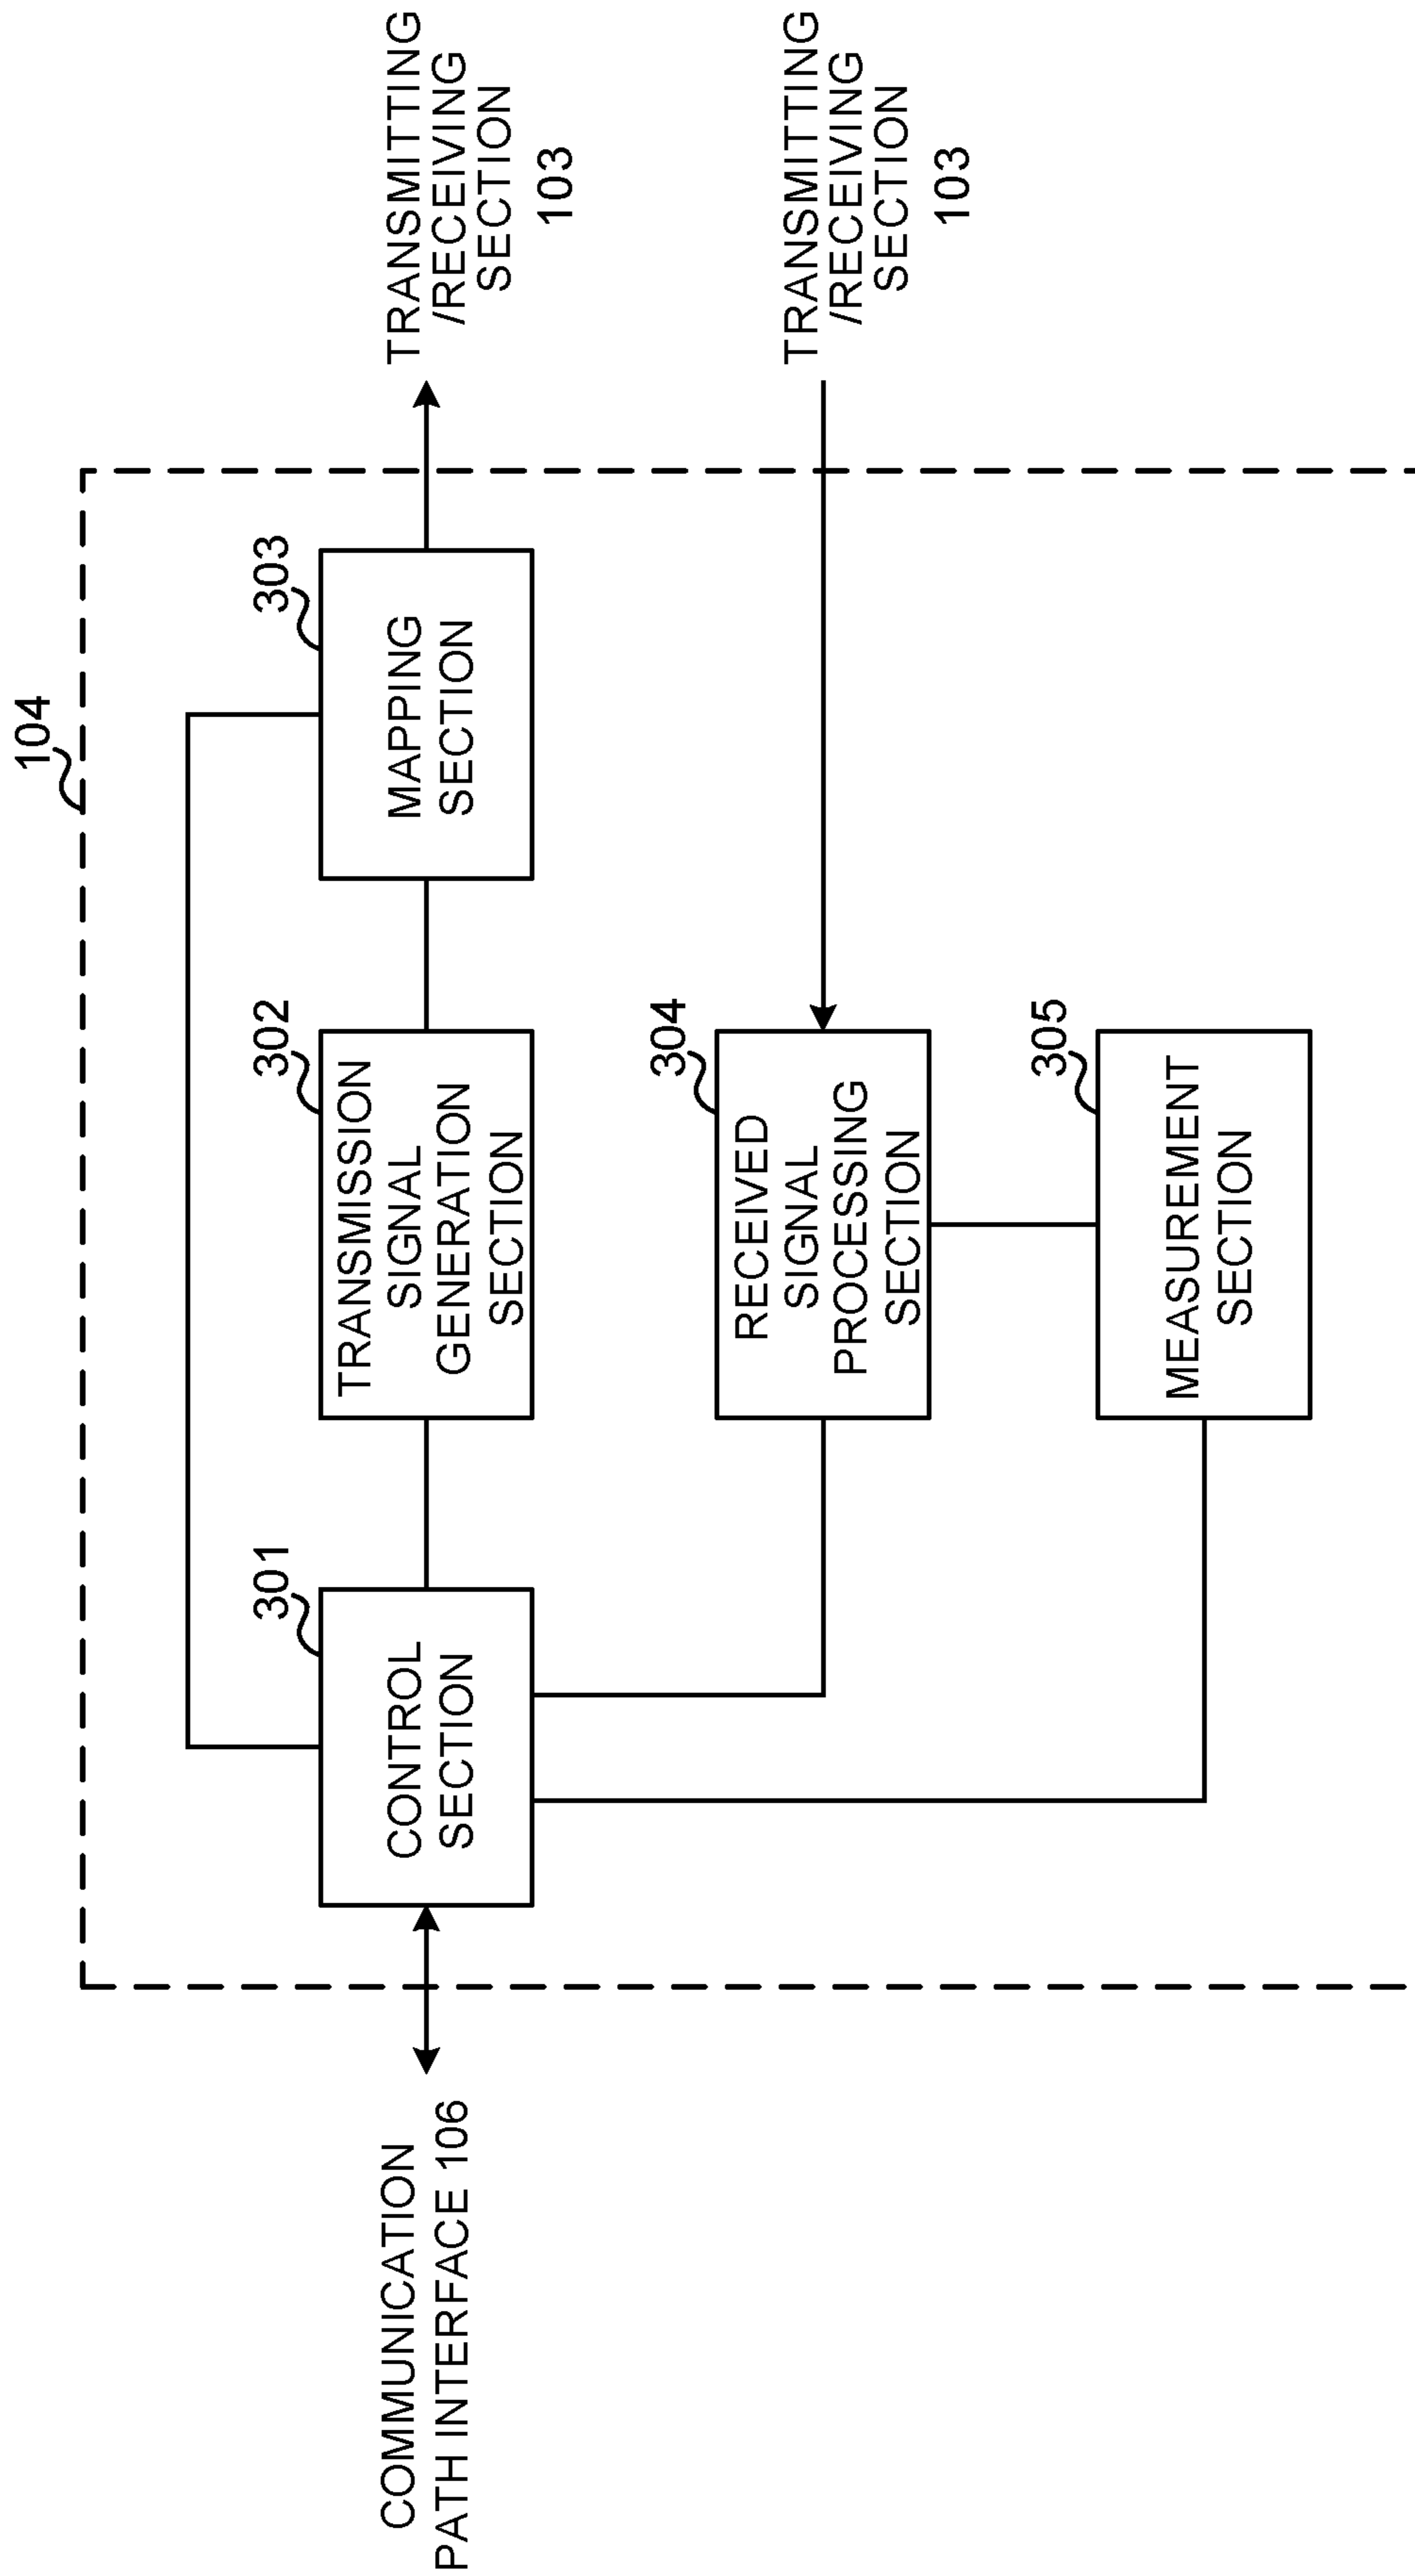 104
COMMUNICATION
PATH INTERFACE 106
301
CONTROL
SECTION
302
TRANSMISSION
SIGNAL
GENERATION
SECTION
303
MAPPING
SECTION
TRANSMITTING
/RECEIVING
SECTION
103
304
RECEIVED
SIGNAL
PROCESSING
SECTION
TRANSMITTING
/RECEIVING
SECTION
103
305
MEASUREMENT
SECTION